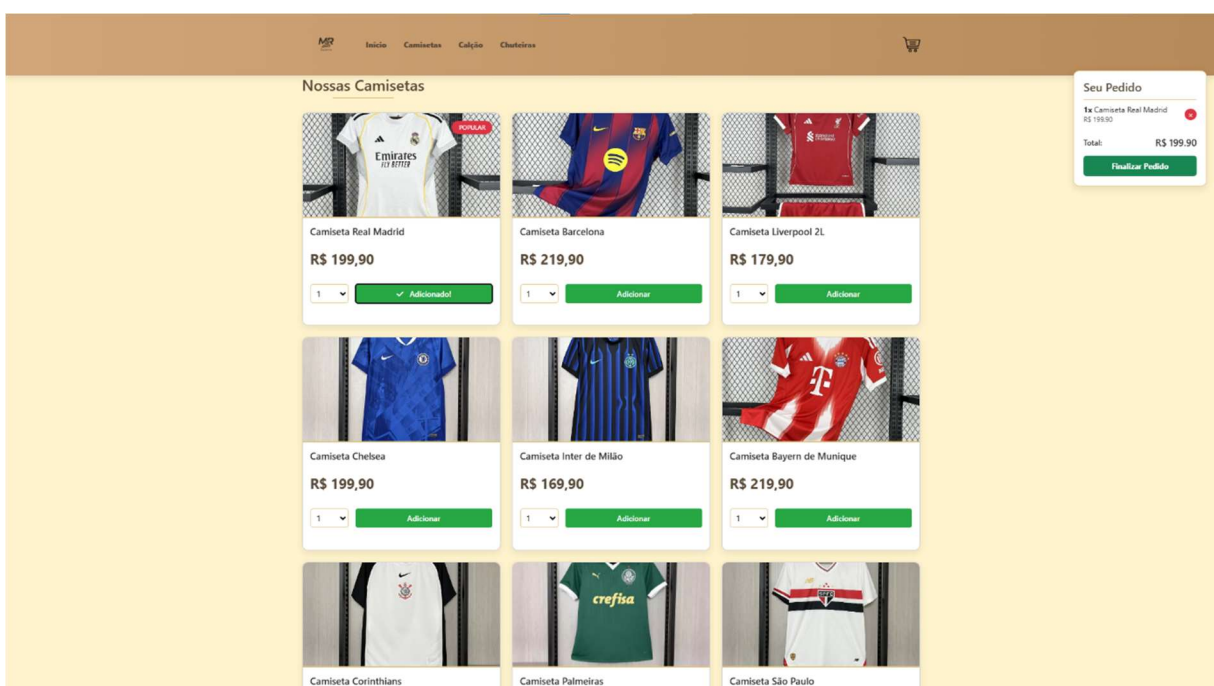 MR
Início Camisetas Calção Chuteiras
Nossas Camisetas
Seu Pedido
1x Camiseta Real Madrid
R$ 199.90
Total: R$ 199.90
Finalizar Pedido
POPULAR
Emirates
FLY BETTER
Camiseta Real Madrid
R$ 199,90
1
Adicionado!
Camiseta Barcelona
R$ 219,90
1
Adicionar
Camiseta Liverpool 2L
R$ 179,90
1
Adicionar
Camiseta Chelsea
R$ 199,90
1
Adicionar
Camiseta Inter de Milão
R$ 169,90
1
Adicionar
T
Camiseta Bayern de Munique
R$ 219,90
1
Adicionar
Camiseta Corinthians
crefisa
Camiseta Palmeiras
Camiseta São Paulo